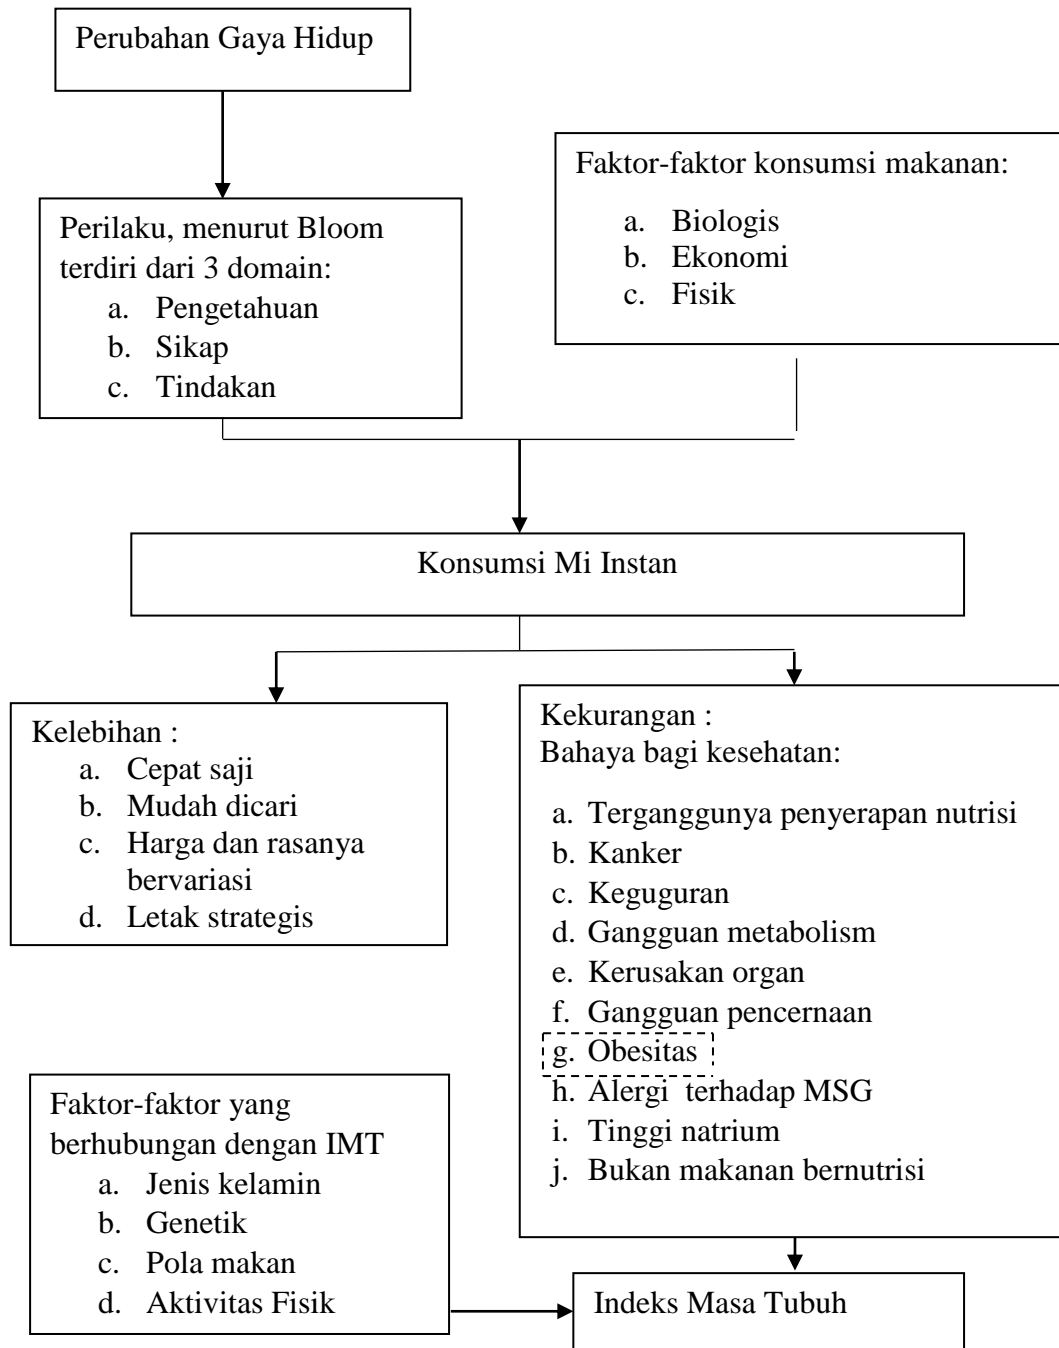 Perubahan Gaya Hidup
Faktor-faktor konsumsi makanan:
a. Biologis
b. Ekonomi
c. Fisik
Perilaku, menurut Bloom
terdiri dari 3 domain:
a. Pengetahuan
b. Sikap
c. Tindakan
Konsumsi Mi Instan
Kelebihan :
a. Cepat saji
b. Mudah dicari
c. Harga dan rasanya
bervariasi
d. Letak strategis
Kekurangan :
Bahaya bagi kesehatan:
a. Terganggunya penyerapan nutrisi
b. Kanker
c. Keguguran
d. Gangguan metabolism
e. Kerusakan organ
f. Gangguan pencernaan
g. Obesitas
h. Alergi terhadap MSG
i. Tinggi natrium
j. Bukan makanan bernutrisi
Faktor-faktor yang
berhubungan dengan IMT
a. Jenis kelamin
b. Genetik
c. Pola makan
d. Aktivitas Fisik
Indeks Masa Tubuh